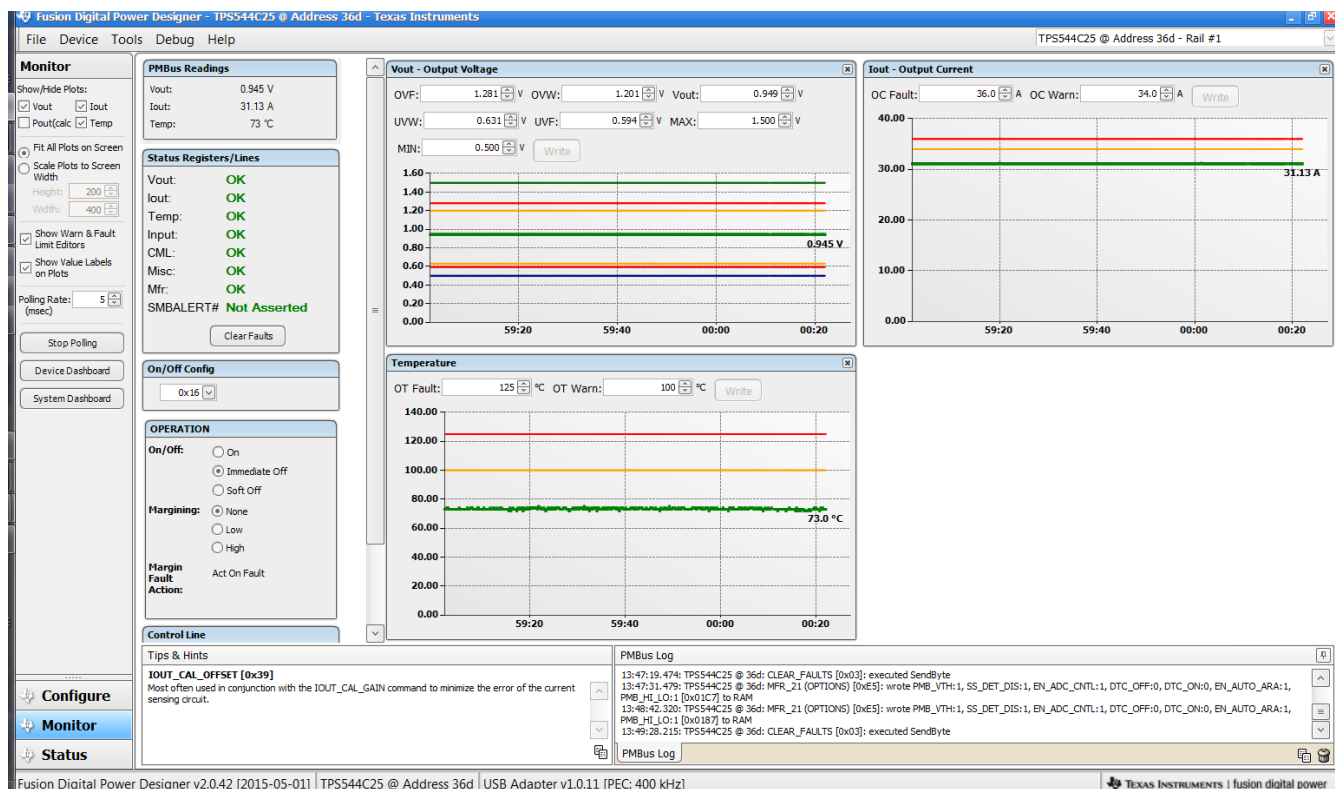 Fusion Digital Power Designer - TPS544C25 @ Address 36d - Texas Instruments
File Device Tools Debug Help
TPS544C25 @ Address 36d - Rail #1
Monitor
Show/Hide Plots:
Vout Iout
Pout(calc Temp
Fit All Plots on Screen
Scale Plots to Screen
Width
Height: 200
Width: 400
Show Warn & Fault
Limit Editors
Show Value Labels
on Plots
Polling Rate: 5
(msec)
Stop Polling
Device Dashboard
System Dashboard
PMBus Readings
Vout: 0.945 V
Iout: 31.13 A
Temp: 73 °C
Status Registers/Lines
Vout: OK
Iout: OK
Temp: OK
Input: OK
CML: OK
Misc: OK
Mfr: OK
SMBALERT# Not Asserted
Clear Faults
On/Off Config
0x16
OPERATION
On/Off: On
Immediate Off
Soft Off
Margining: None
Low
High
Margin
Fault
Action:
Act On Fault
Control Line
Vout - Output Voltage
OVF: 1.281 V OVW: 1.201 V Vout: 0.949 V
UVW: 0.631 V UVF: 0.594 V MAX: 1.500 V
MIN: 0.500 V Write
1.60
1.40
1.20
1.00
0.80
0.60
0.40
0.20
0.00
0.945 V
59:20 59:40 00:00 00:20
Iout - Output Current
OC Fault: 36.0 A OC Warn: 34.0 A Write
40.00
30.00
20.00
10.00
0.00
31.13 A
59:20 59:40 00:00 00:20
Temperature
OT Fault: 125 °C OT Warn: 100 °C Write
140.00
120.00
100.00
80.00
60.00
40.00
20.00
0.00
73.0 °C
59:20 59:40 00:00 00:20
Tips & Hints
IOUT_CAL_OFFSET [0x39]
Most often used in conjunction with the IOUT_CAL_GAIN command to minimize the error of the current
sensing circuit.
PMBus Log
13:47:19.474: TPS544C25 @ 36d: CLEAR_FAULTS [0x03]: executed SendByte
13:47:31.479: TPS544C25 @ 36d: MFR_21 (OPTIONS) [0xE5]: wrote PMB_VTH:1, SS_DET_DIS:1, EN_ADC_CNTL:1, DTC_OFF:0, DTC_ON:0, EN_AUTO_ARA:1,
PMB_HI_LO:1 [0x01C7] to RAM
13:48:42.320: TPS544C25 @ 36d: MFR_21 (OPTIONS) [0xE5]: wrote PMB_VTH:1, SS_DET_DIS:1, EN_ADC_CNTL:1, DTC_OFF:0, DTC_ON:0, EN_AUTO_ARA:1,
PMB_HI_LO:1 [0x0187] to RAM
13:49:28.215: TPS544C25 @ 36d: CLEAR_FAULTS [0x03]: executed SendByte
PMBus Log
Configure
Monitor
Status
Fusion Digital Power Designer v2.0.42 [2015-05-01] TPS544C25 @ Address 36d USB Adapter v1.0.11 [PEC; 400 kHz]
TEXAS INSTRUMENTS | fusion digital power